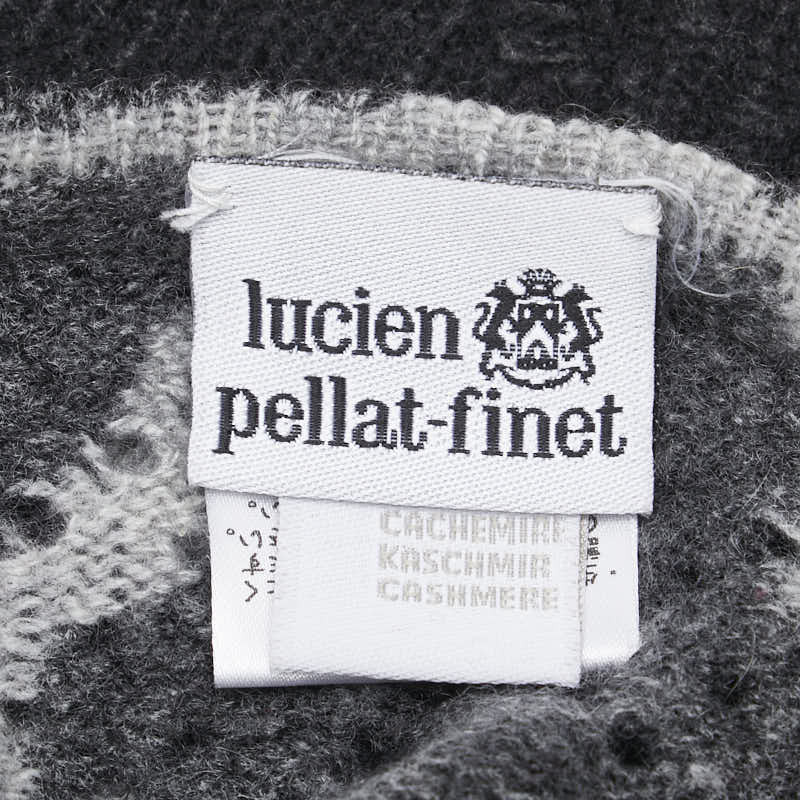 lucien
pellat-finet
CACHEMIRE
KASCHMIR
CASHMERE